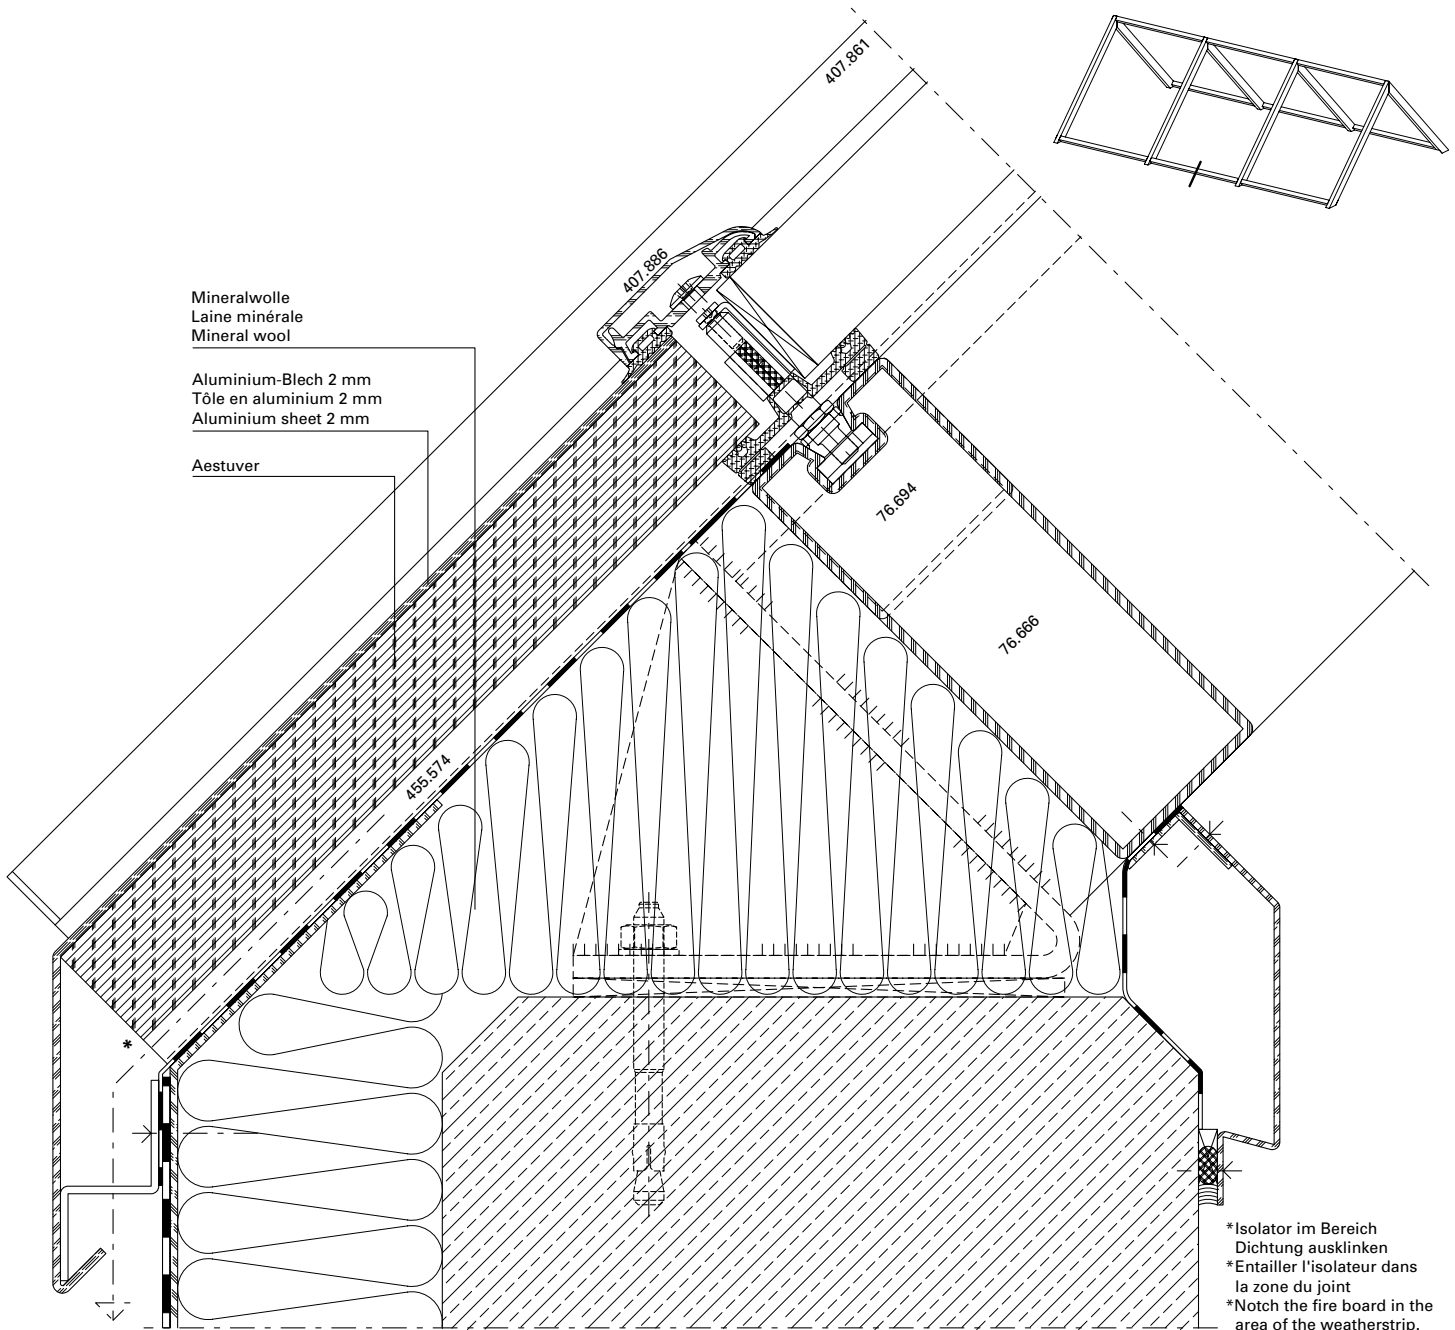 407.861
407.886
Mineralwolle
Laine minérale
Mineral wool
Aluminium-Blech 2 mm
Tôle en aluminium 2 mm
Aluminium sheet 2 mm
Aestuver
76.694
76.666
455.574
*
*Isolator im Bereich
Dichtung ausklinken
*Entailler l'isolateur dans
la zone du joint
*Notch the fire board in the
area of the weatherstrip.